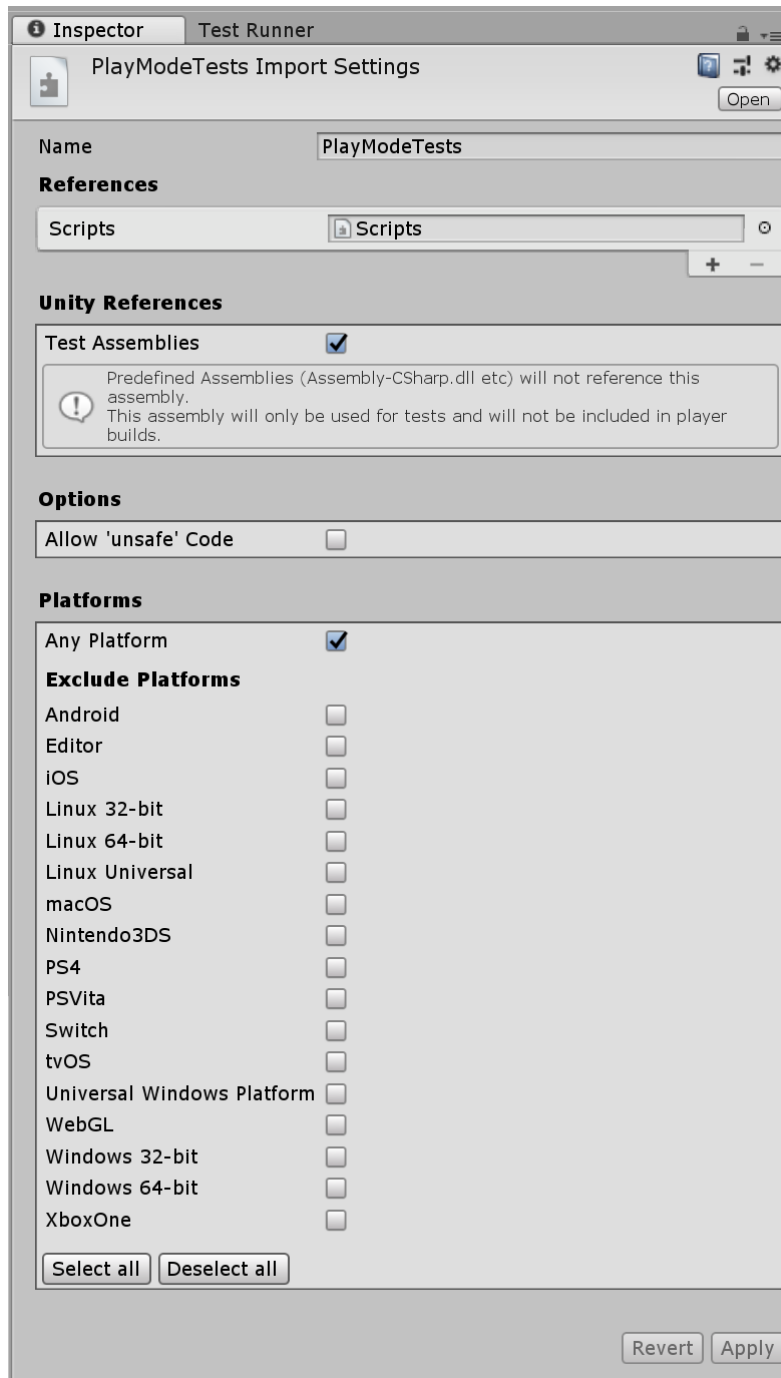 Inspector
Test Runner
PlayModeTests Import Settings
Open
Name
PlayModeTests
References
Scripts
Scripts
Unity References
Test Assemblies
Predefined Assemblies (Assembly-CSharp.dll etc) will not reference this
assembly.
This assembly will only be used for tests and will not be included in player
builds.
Options
Allow 'unsafe' Code
Platforms
Any Platform
Exclude Platforms
Android
Editor
iOS
Linux 32-bit
Linux 64-bit
Linux Universal
macOS
Nintendo3DS
PS4
PSVita
Switch
tvOS
Universal Windows Platform
WebGL
Windows 32-bit
Windows 64-bit
XboxOne
Select all
Deselect all
Revert
Apply